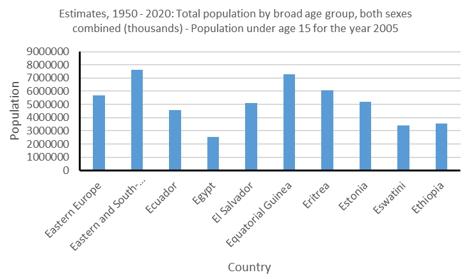 Estimates, 1950 - 2020: Total population by broad age group, both sexes
combined (thousands) - Population under age 15 for the year 2005
Population
9000000
8000000
7000000
6000000
5000000
4000000
3000000
2000000
1000000
0
Eastern Europe
Eastern and South-...
Ecuador
Egypt
El Salvador
Equatorial Guinea
Eritrea
Estonia
Eswatini
Ethiopia
Country